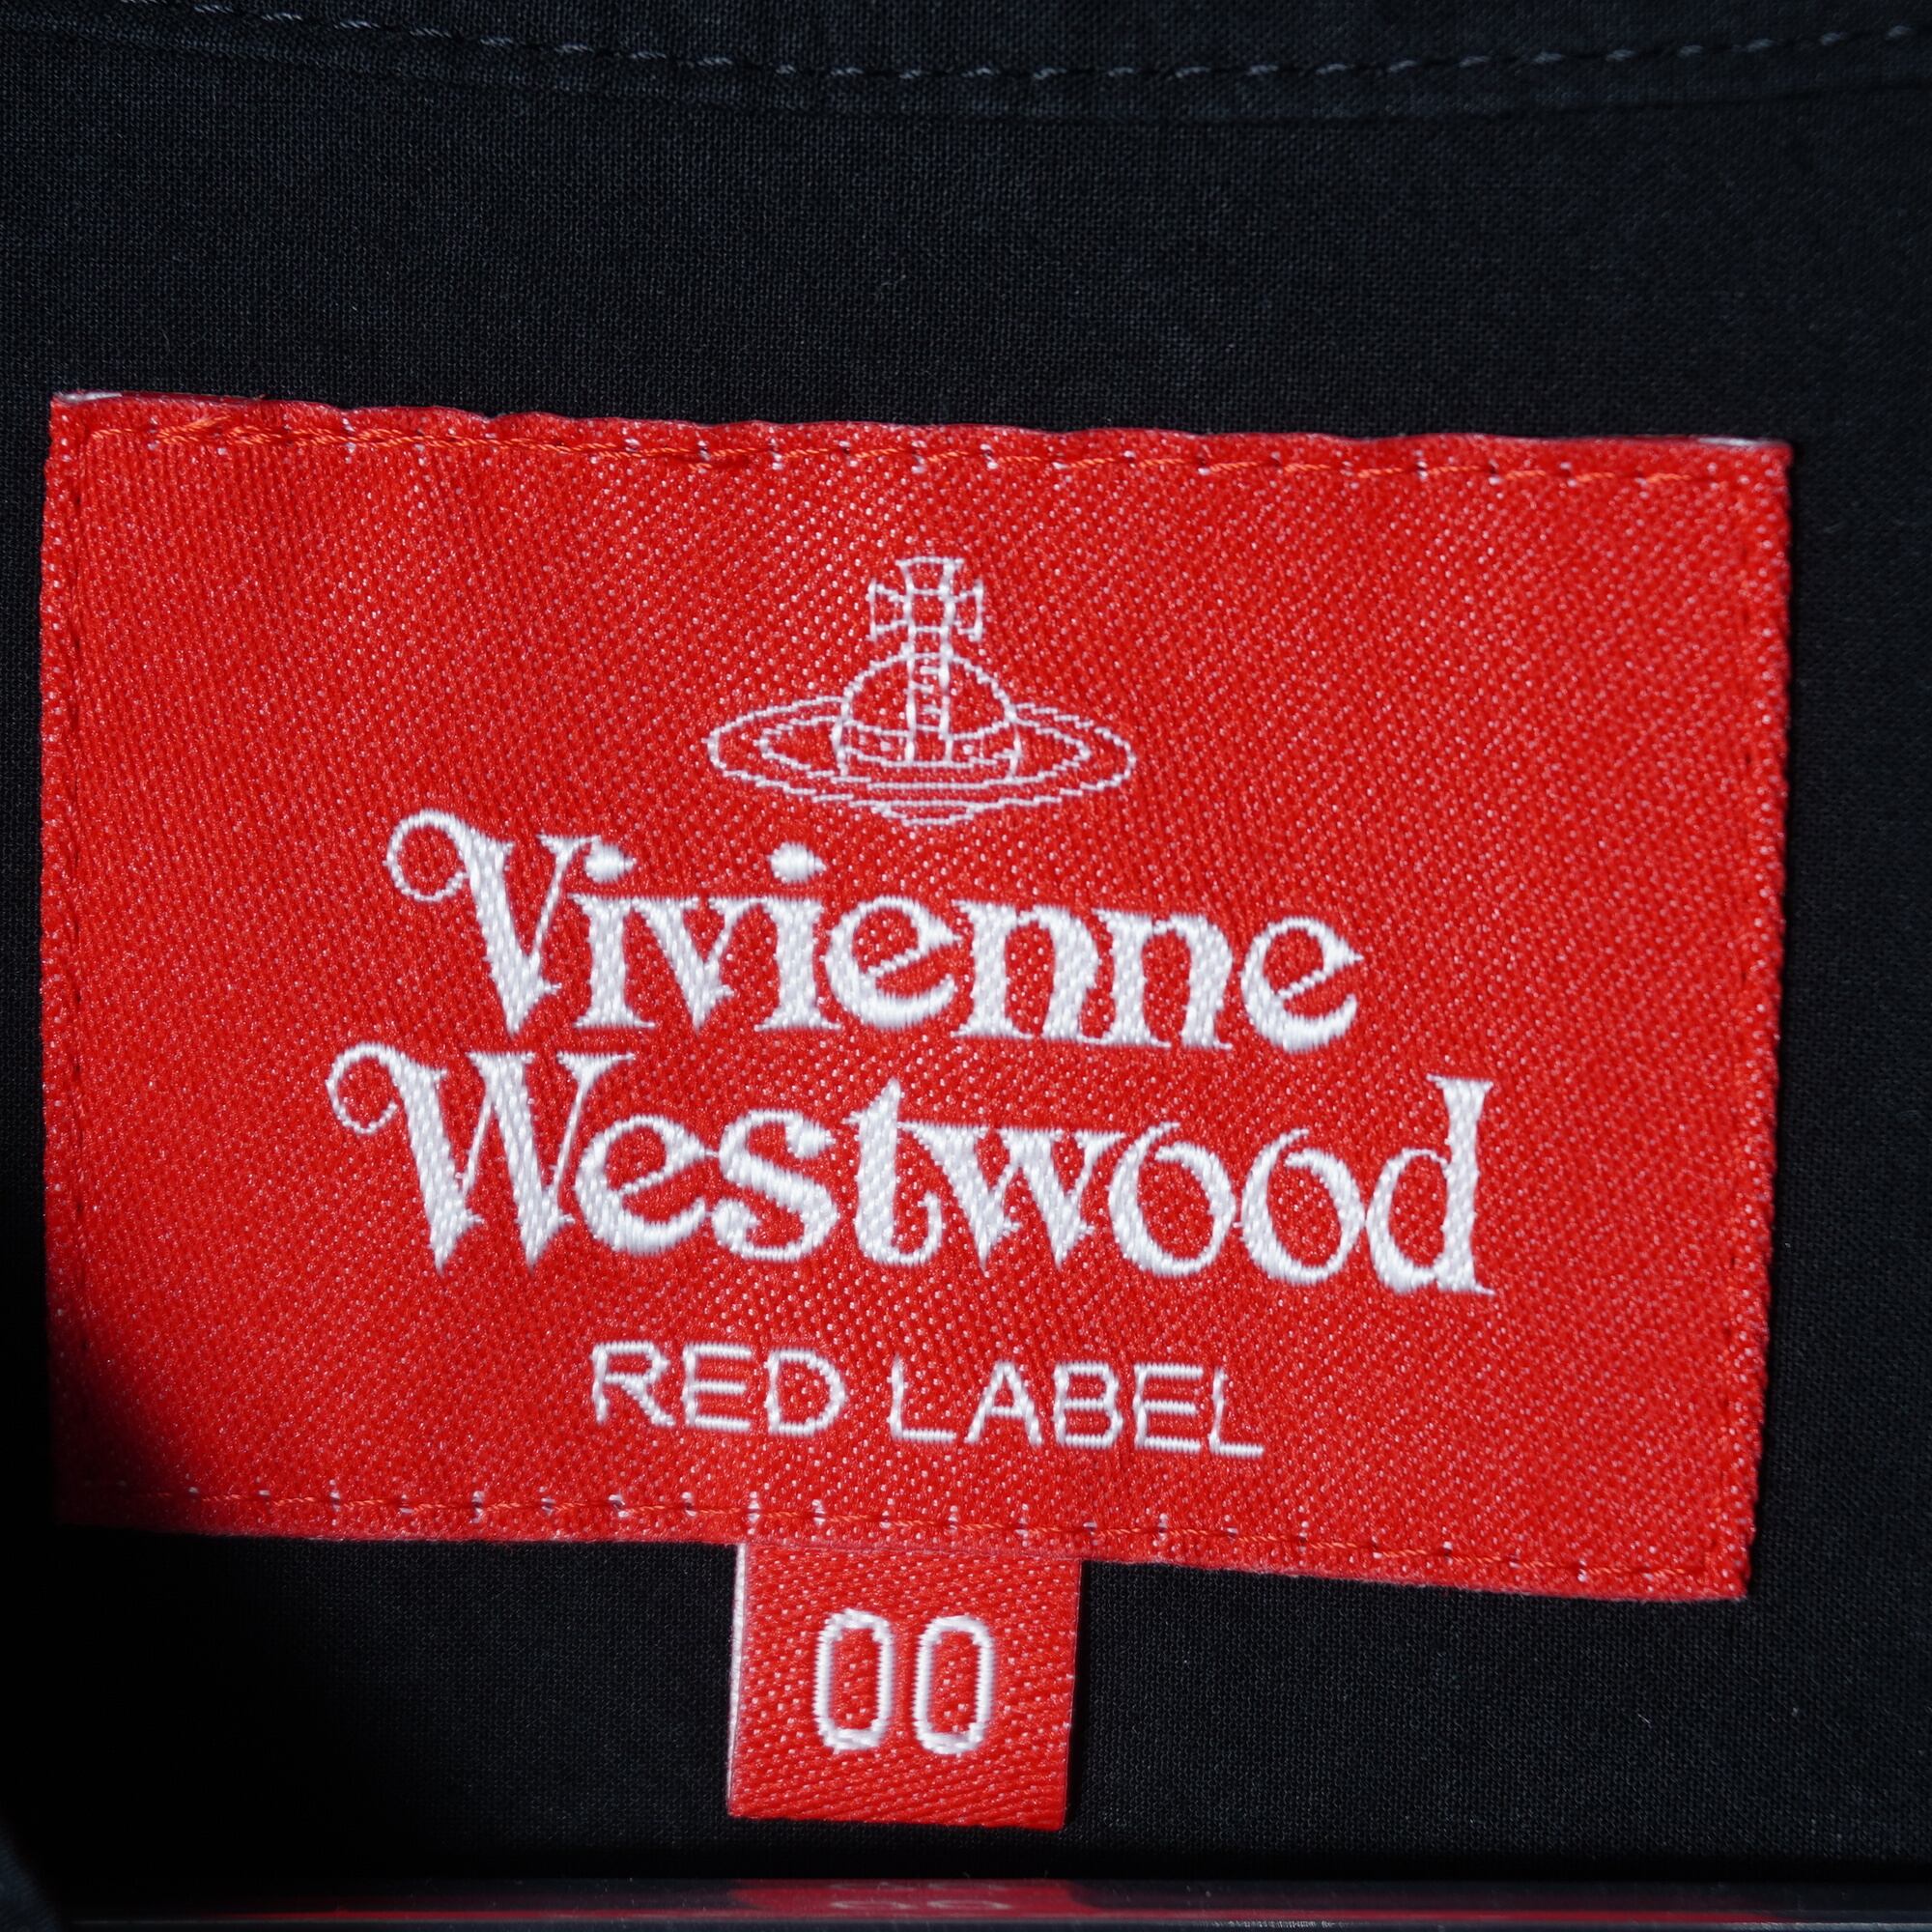 Vivienne
Westwood
RED LABEL
00